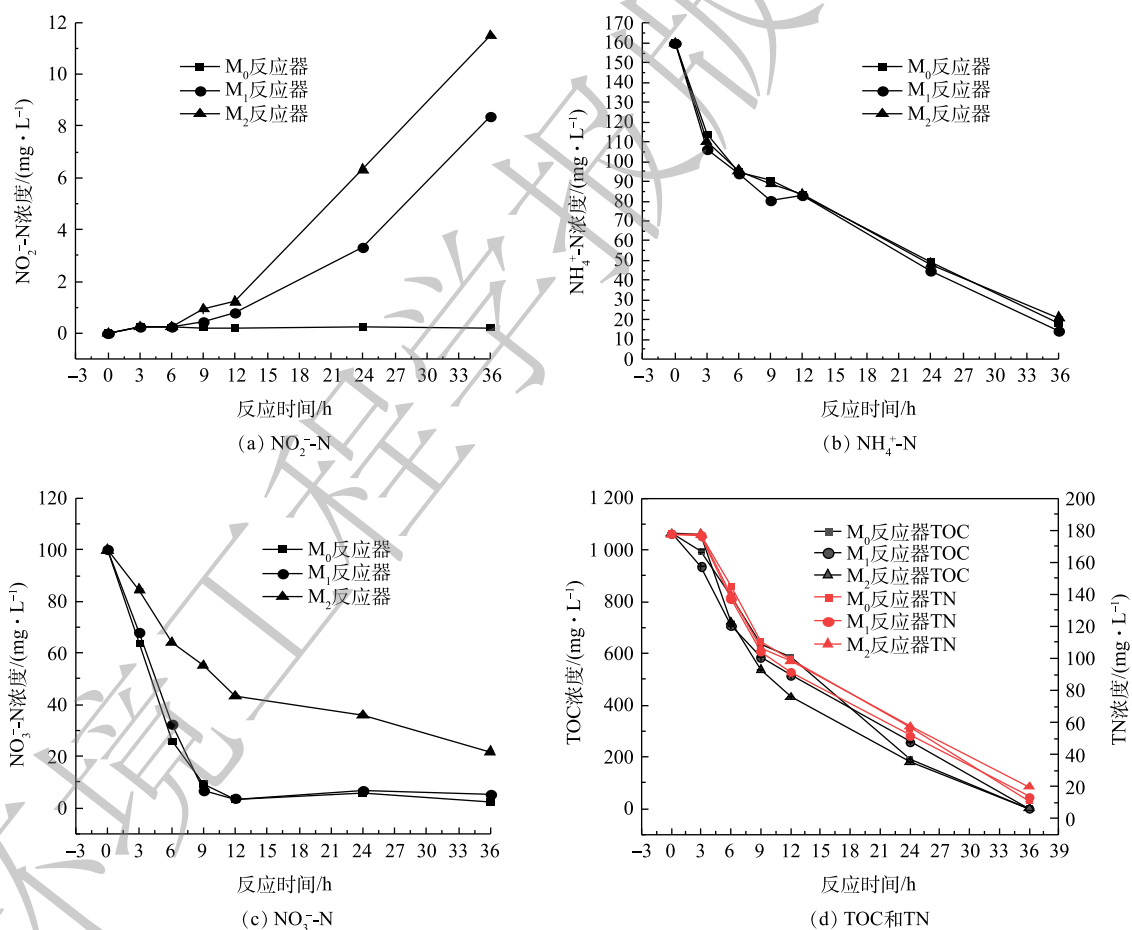 12
10
8
6
4
2
0
NO₂⁻-N浓度/(mg·L⁻¹)
M₀反应器
M₁反应器
M₂反应器
−3 0 3 6 9 12 15 18 21 24 27 30 33 36
反应时间/h
(a) NO₂⁻-N
170
160
150
140
130
120
110
100
90
80
70
60
50
40
30
20
10
0
NH₄⁺-N浓度/(mg·L⁻¹)
M₀反应器
M₁反应器
M₂反应器
−3 0 3 6 9 12 15 18 21 24 27 30 33 36
反应时间/h
(b) NH₄⁺-N
120
100
80
60
40
20
0
NO₃⁻-N浓度/(mg·L⁻¹)
M₀反应器
M₁反应器
M₂反应器
−3 0 3 6 9 12 15 18 21 24 27 30 33 36
反应时间/h
(c) NO₃⁻-N
1 200
1 000
800
600
400
200
0
TOC浓度/(mg·L⁻¹)
M₀反应器TOC
M₁反应器TOC
M₂反应器TOC
M₀反应器TN
M₁反应器TN
M₂反应器TN
200
180
160
140
120
100
80
60
40
20
0
TN浓度/(mg·L⁻¹)
−3 0 3 6 9 12 15 18 21 24 27 30 33 36 39
反应时间/h
(d) TOC和TN
环境工程学报版